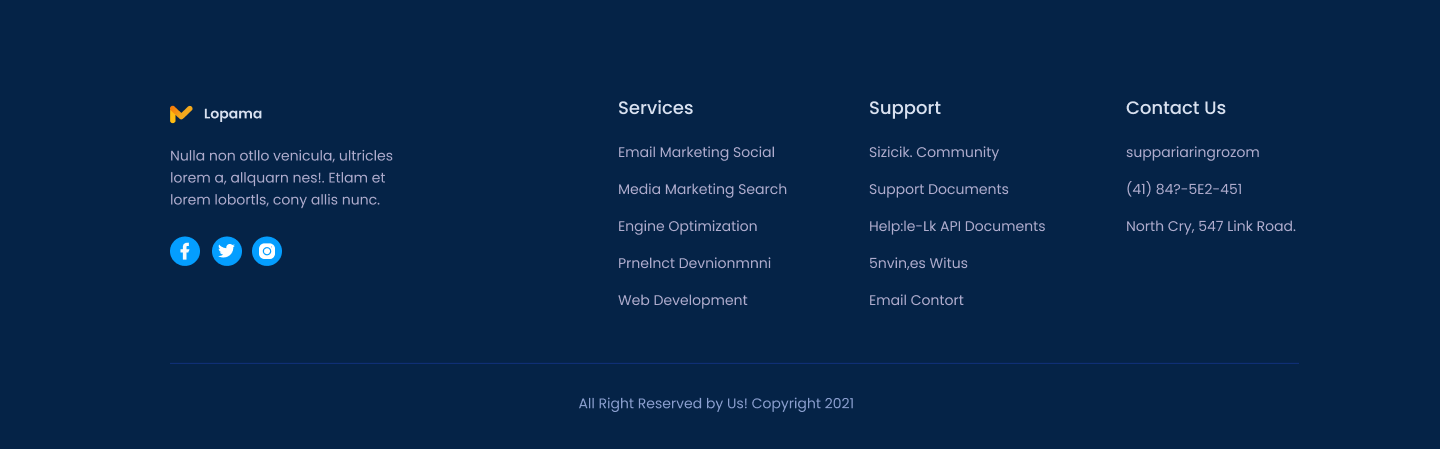 Lopama
Nulla non otllo venicula, ultricles
lorem a, allquarn nes!. Etlam et
lorem lobortls, cony allis nunc.
Services
Email Marketing Social
Media Marketing Search
Engine Optimization
Prnelnct Devnionmnni
Web Development
Support
Sizicik. Community
Support Documents
Help:le-Lk API Documents
5nvin,es Witus
Email Contort
Contact Us
suppariaringrozom
(41) 84?-5E2-451
North Cry, 547 Link Road.
All Right Reserved by Us! Copyright 2021